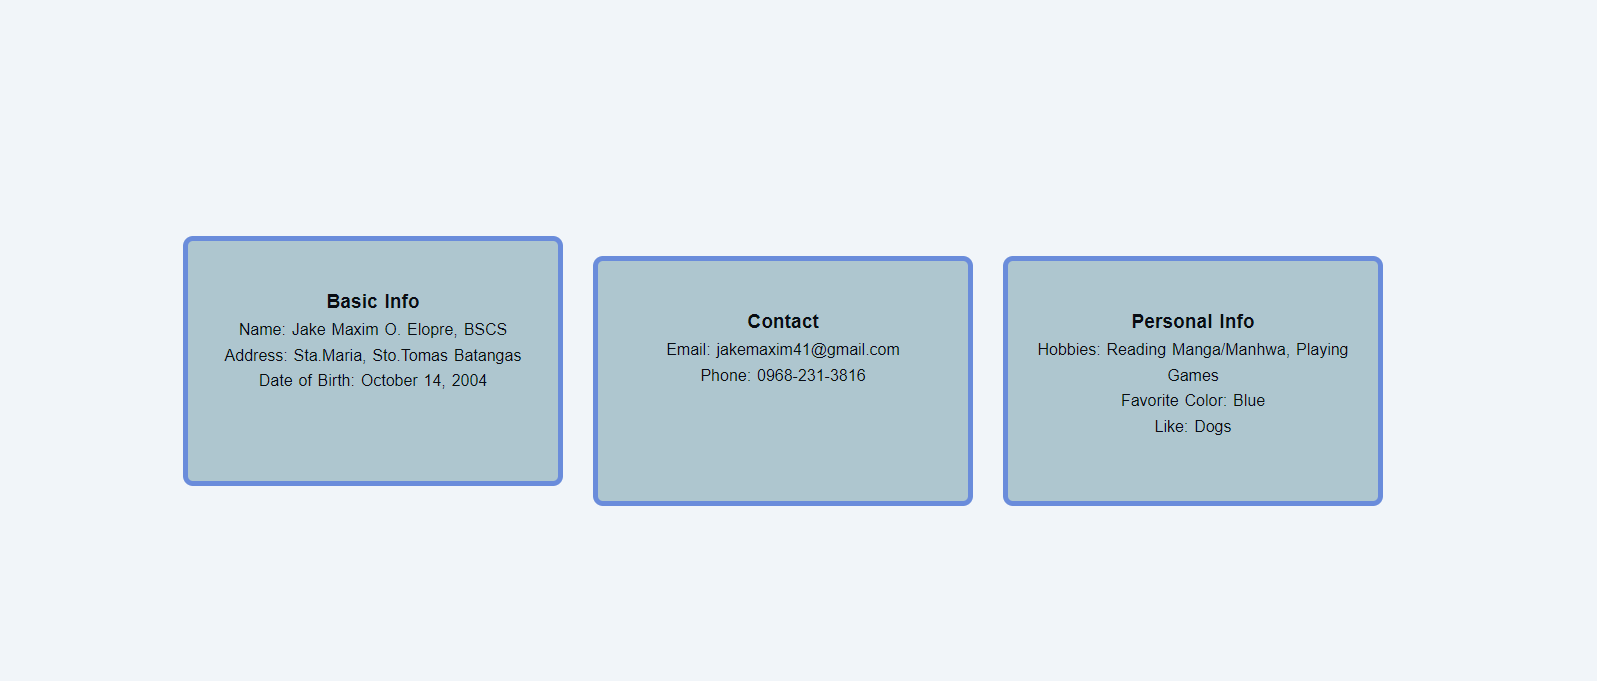 Basic Info
Name: Jake Maxim O. Elopre, BSCS
Address: Sta.Maria, Sto.Tomas Batangas
Date of Birth: October 14, 2004
Contact
Email: jakemaxim41@gmail.com
Phone: 0968-231-3816
Personal Info
Hobbies: Reading Manga/Manhwa, Playing
Games
Favorite Color: Blue
Like: Dogs